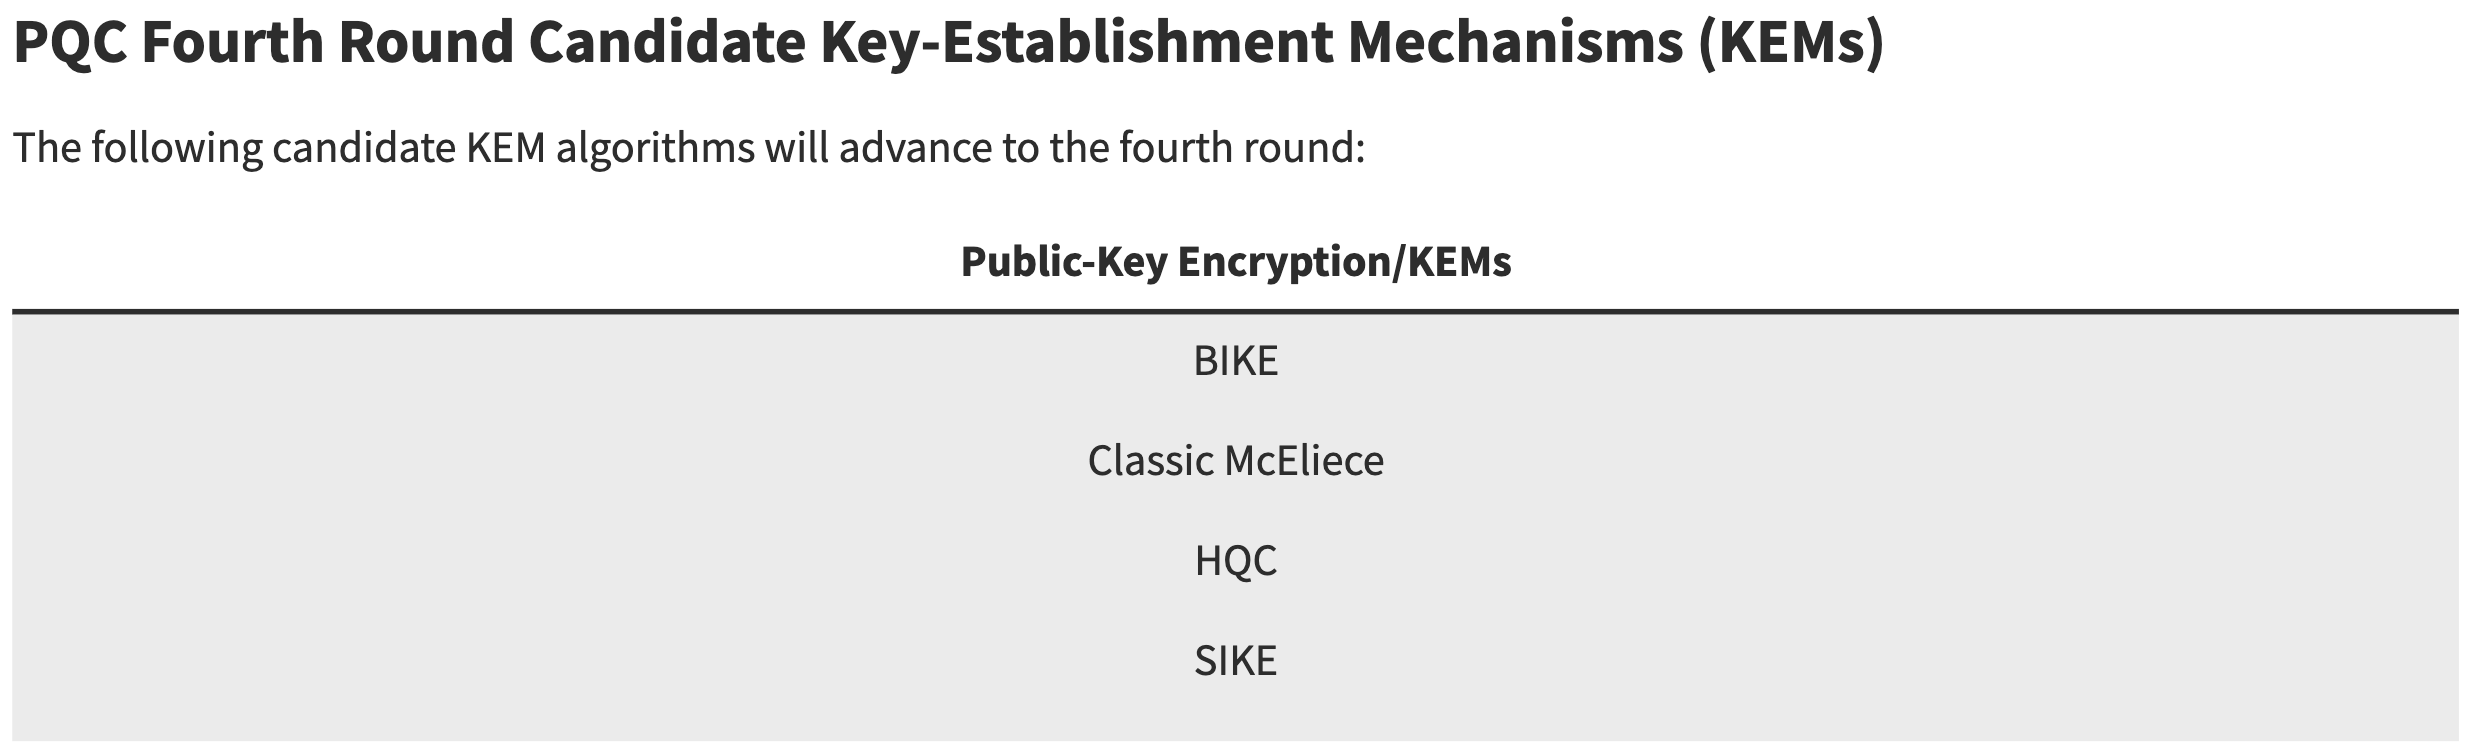 PQC Fourth Round Candidate Key-Establishment Mechanisms (KEMs)
The following candidate KEM algorithms will advance to the fourth round:
Public-Key Encryption/KEMs
BIKE
Classic McEliece
HQC
SIKE